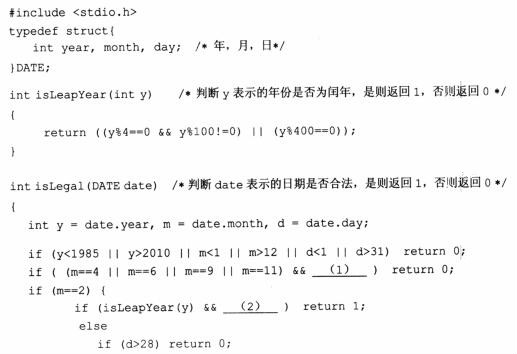 #include <stdio.h>
typedef struct{
int year, month, day; /* 年，月，日*/
}DATE;
int isLeapYear(int y) /* 判断 y 表示的年份是否为闰年，是则返回 1，否则返回 0 */
{
return ((y%4==0 && y%100!=0) || (y%400==0));
}
int isLegal(DATE date) /* 判断 date 表示的日期是否合法，是则返回 1，否则返回 0 */
{
int y = date.year, m = date.month, d = date.day;
if (y<1985 || y>2010 || m<1 || m>12 || d<1 || d>31) return 0;
if ( (m==4 || m==6 || m==9 || m==11) && (1) ) return 0;
if (m==2) {
if (isLeapYear(y) && (2) ) return 1;
else
if (d>28) return 0;